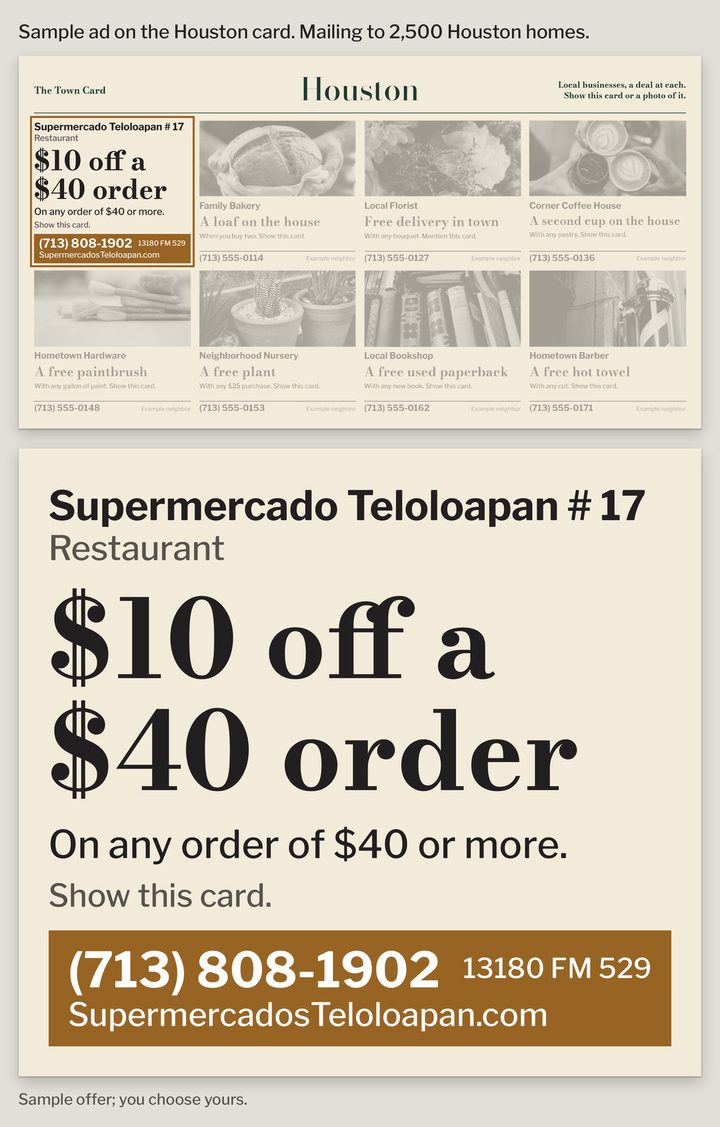 Sample ad on the Houston card. Mailing to 2,500 Houston homes.
The Town Card
Houston
Local businesses, a deal at each.
Show this card or a photo of it.
Supermercado Teloloapan # 17
Restaurant
$10 off a
$40 order
On any order of $40 or more.
Show this card.
(713) 808-1902 13180 FM 529
SupermercadosTeloloapan.com
Family Bakery
A loaf on the house
When you buy two. Show this card.
(713) 555-0114 Example neighbor
Local Florist
Free delivery in town
With any bouquet. Mention this card.
(713) 555-0127 Example neighbor
Corner Coffee House
A second cup on the house
With any pastry. Show this card.
(713) 555-0136 Example neighbor
Hometown Hardware
A free paintbrush
With any gallon of paint. Show this card.
(713) 555-0148 Example neighbor
Neighborhood Nursery
A free plant
With any $25 purchase. Show this card.
(713) 555-0153 Example neighbor
Local Bookshop
A free used paperback
With any new book. Show this card.
(713) 555-0162 Example neighbor
Hometown Barber
A free hot towel
With any cut. Show this card.
(713) 555-0171 Example neighbor
Supermercado Teloloapan # 17
Restaurant
$10 off a
$40 order
On any order of $40 or more.
Show this card.
(713) 808-1902 13180 FM 529
SupermercadosTeloloapan.com
Sample offer; you choose yours.